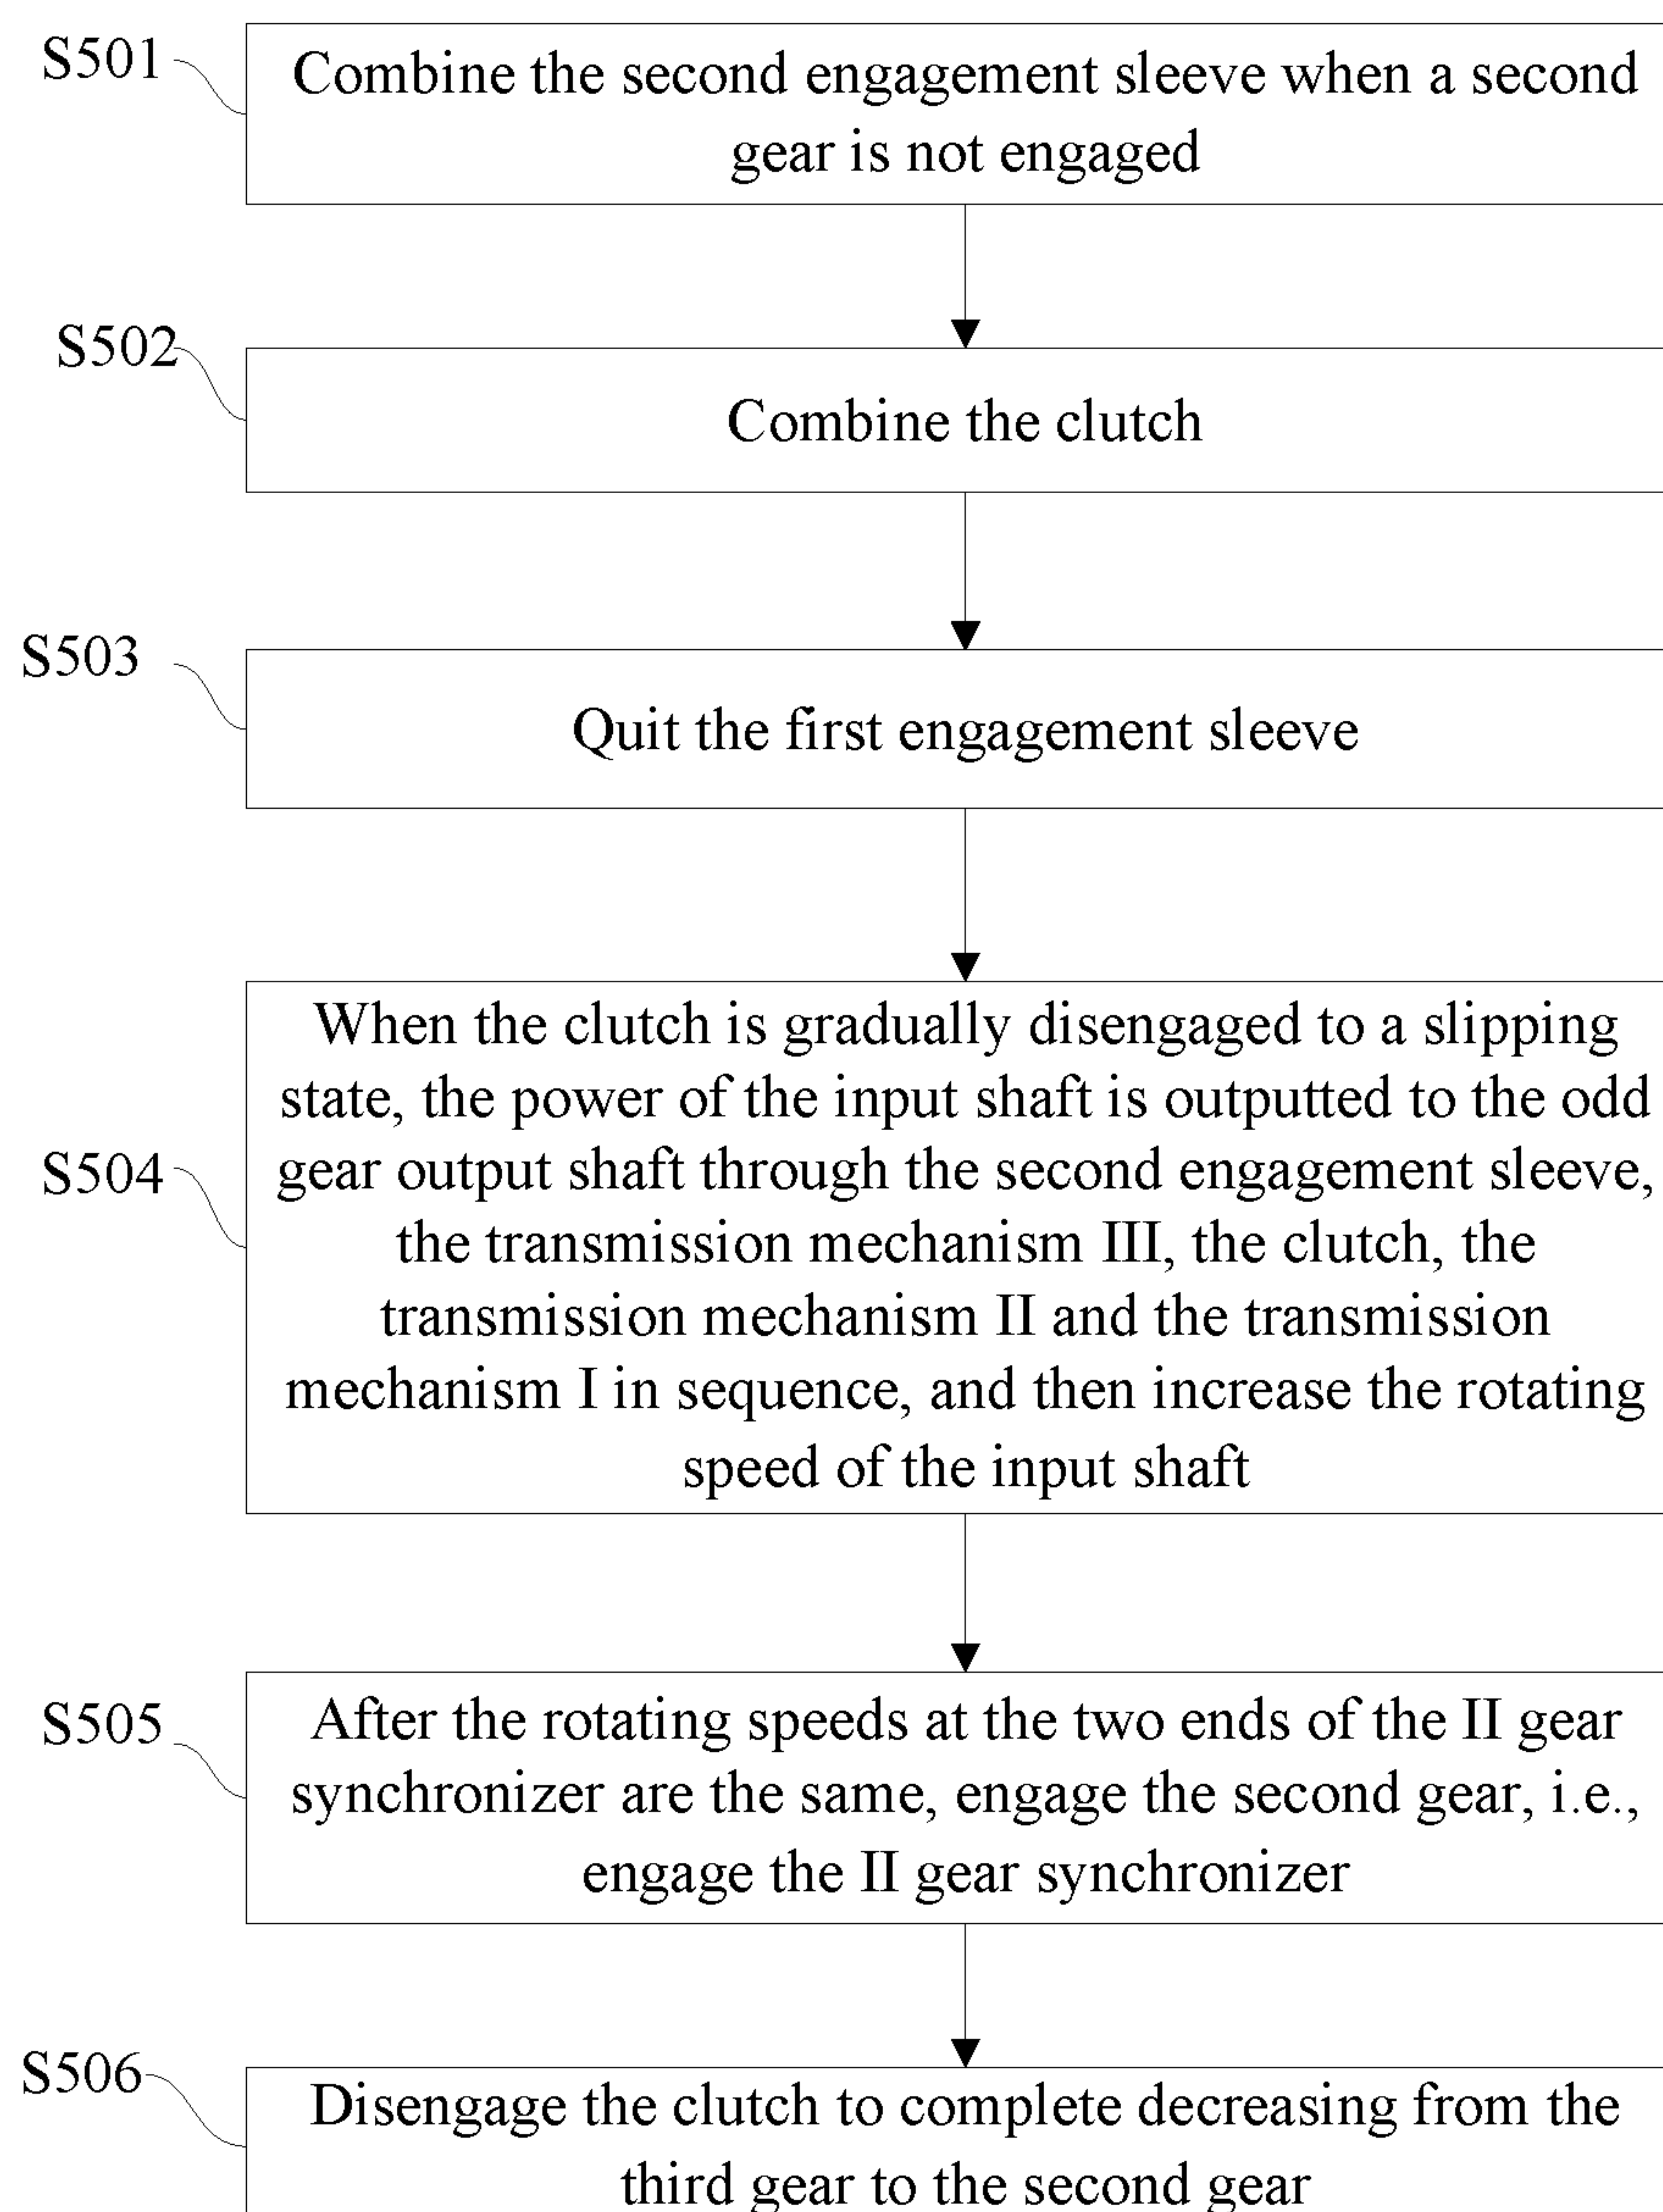 S501
Combine the second engagement sleeve when a second
gear is not engaged
S502
Combine the clutch
S503
Quit the first engagement sleeve
S504
When the clutch is gradually disengaged to a slipping
state, the power of the input shaft is outputted to the odd
gear output shaft through the second engagement sleeve,
the transmission mechanism III, the clutch, the
transmission mechanism II and the transmission
mechanism I in sequence, and then increase the rotating
speed of the input shaft
S505
After the rotating speeds at the two ends of the II gear
synchronizer are the same, engage the second gear, i.e.,
engage the II gear synchronizer
S506
Disengage the clutch to complete decreasing from the
third gear to the second gear